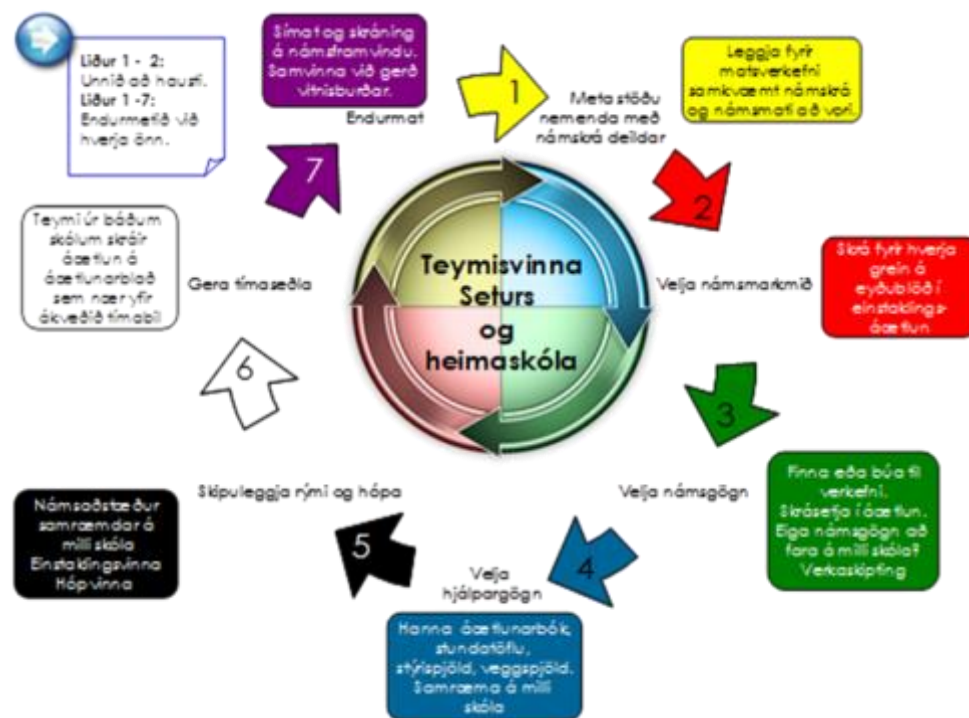 Liður 1 - 2:
Unnið að hausti.
Liður 1 -7:
Endurmetið við
hverja önn.
Símat og skráning
á námsframvindu.
Samvinna við gerð
vitnisburðar.
Endurmat
1
Meta stöðu
nemenda með
námskrá deildar
Leggja fyrir
matsverkefni
samkvæmt námskrá
og námsmati að vori.
2
Velja námsmarkmið
Skrá fyrir hverja
grein á
eyðublöð í
einstaklings-
áætlun
3
Velja námsgögn
Finna eða búa til
verkefni.
Skrásetja í áætlun.
Eiga námsgögn að
fara á milli skóla?
Verkaskipting
4
Velja
hjálpargögn
Hanna áætlunarbók,
stundatöflu,
stýrispjöld, veggspjöld.
Samræma á milli
skóla
5
Skipuleggja rými og hópa
Námsaðstæður
samræmdar á
milli skóla
Einstaklingsvinna
Hópvinna
6
Gera tímaseðla
Teymi úr báðum
skólum skráir
áætlun á
áætlunarblað
sem nær yfir
ákveðið tímabil
7
Teymisvinna
Seturs
og
heimaskóla